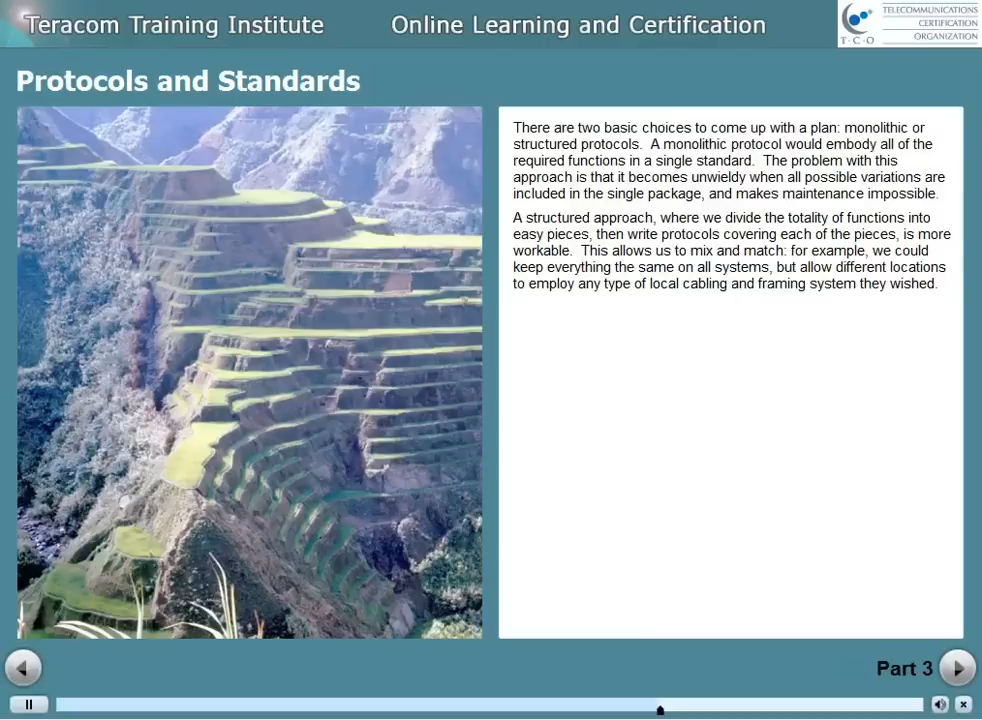 Teracom Training Institute
Online Learning and Certification
TELECOMMUNICATIONS
CERTIFICATION
ORGANIZATION
T·C·O
Protocols and Standards
There are two basic choices to come up with a plan: monolithic or
structured protocols. A monolithic protocol would embody all of the
required functions in a single standard. The problem with this
approach is that it becomes unwieldy when all possible variations are
included in the single package, and makes maintenance impossible.
A structured approach, where we divide the totality of functions into
easy pieces, then write protocols covering each of the pieces, is more
workable. This allows us to mix and match: for example, we could
keep everything the same on all systems, but allow different locations
to employ any type of local cabling and framing system they wished.
Part 3